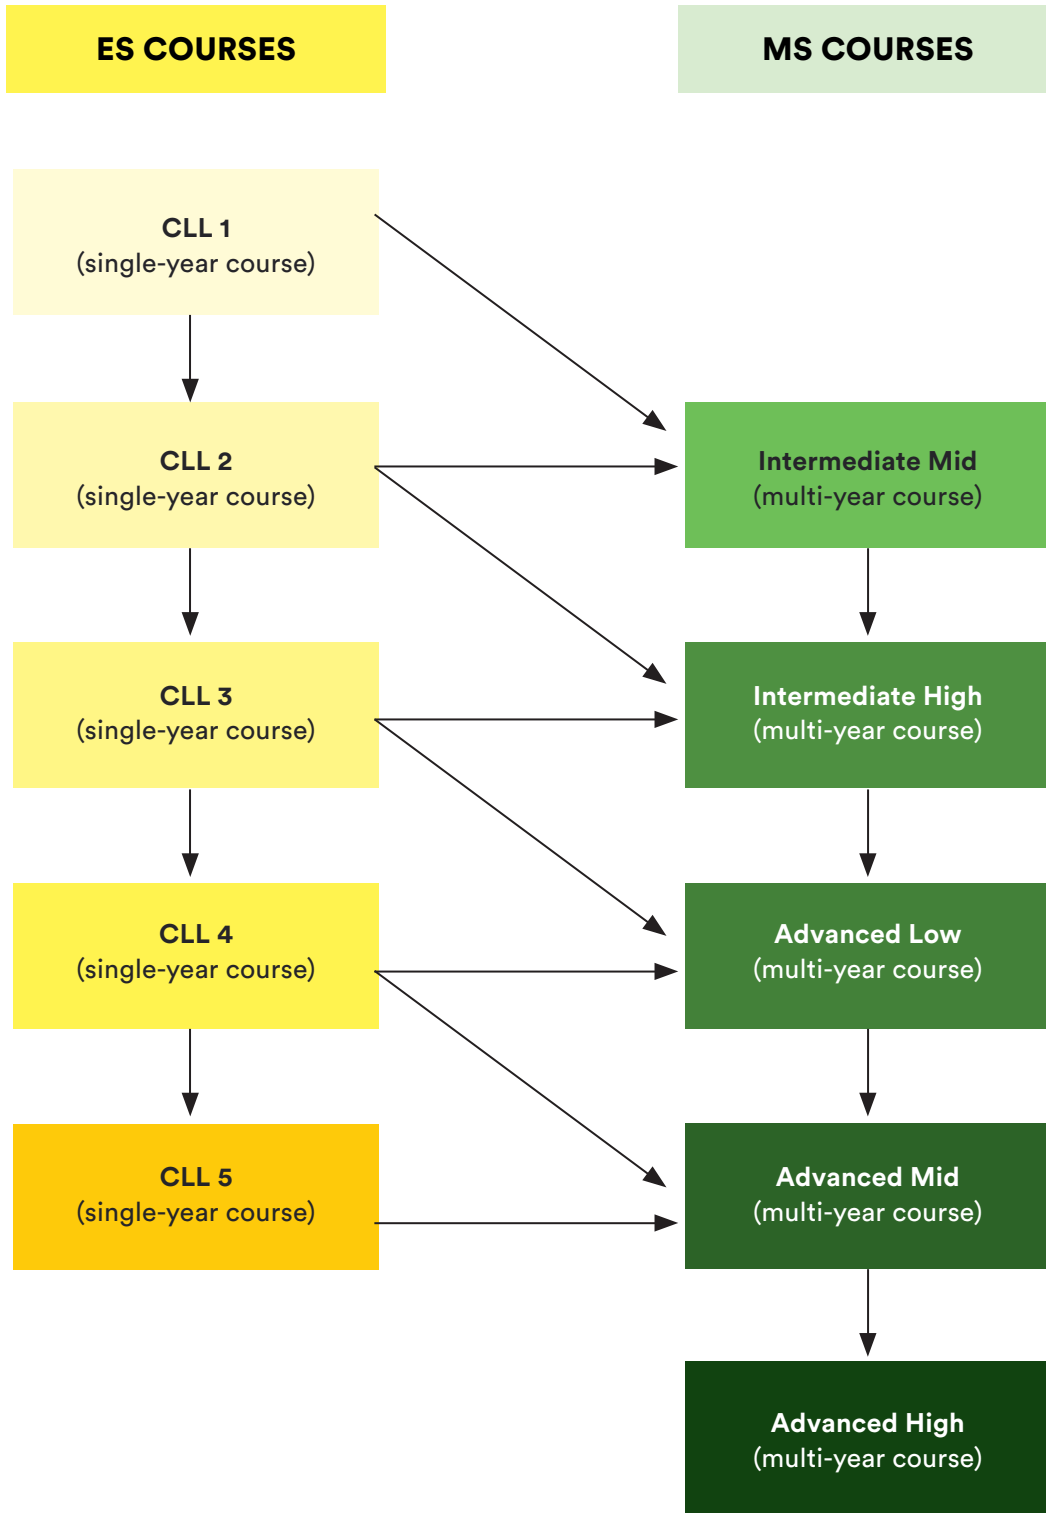 ES COURSES
MS COURSES
CLL 1
(single-year course)
CLL 2
(single-year course)
Intermediate Mid
(multi-year course)
CLL 3
(single-year course)
Intermediate High
(multi-year course)
CLL 4
(single-year course)
Advanced Low
(multi-year course)
CLL 5
(single-year course)
Advanced Mid
(multi-year course)
Advanced High
(multi-year course)